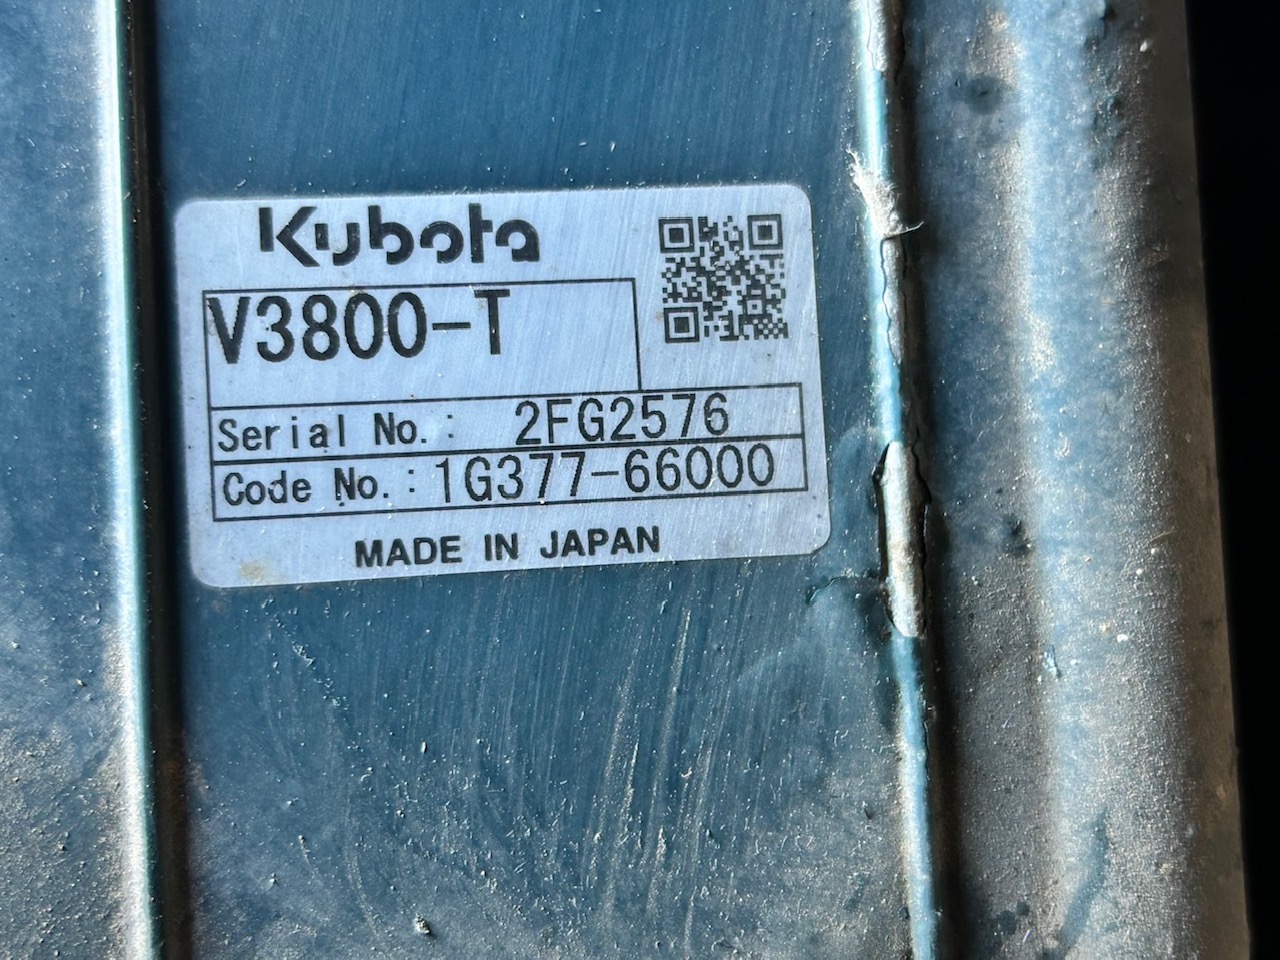 Kubota
V3800-T
Serial No.: 2FG2576
Code No.: 1G377-66000
MADE IN JAPAN